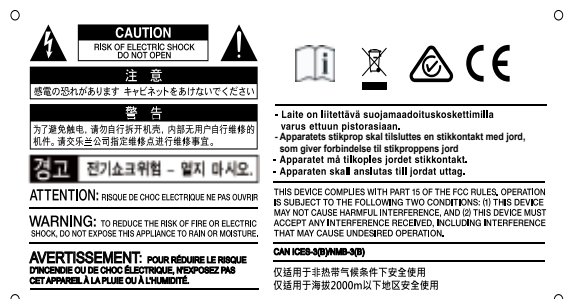 CAUTION
RISK OF ELECTRIC SHOCK
DO NOT OPEN
注 意
感電の恐れがあります キャビネットをあけないでください
警 告
为了避免触电, 请勿自行拆开机壳, 内部无用户自行维修的
机件。请交乐兰公司指定维修点进行维修事宜。
경고 전기쇼크위험 - 열지 마시오.
ATTENTION: RISQUE DE CHOC ELECTRIQUE NE PAS OUVRIR
WARNING: TO REDUCE THE RISK OF FIRE OR ELECTRIC
SHOCK, DO NOT EXPOSE THIS APPLIANCE TO RAIN OR MOISTURE.
AVERTISSEMENT: POUR RÉDUIRE LE RISQUE
D'INCENDIE OU DE CHOC ÉLECTRIQUE, N'EXPOSEZ PAS
CET APPAREIL À LA PLUIE OU À L'HUMIDITÉ.
i
CE
- Laite on liitettävä suojamaadoituskoskettimilla
varus ettuun pistorasiaan.
- Apparatets stikprop skal tilsluttes en stikkontakt med jord,
som giver forbindelse til stikproppens jord
- Apparatet må tilkoples jordet stikkontakt.
- Apparaten skall anslutas till jordat uttag.
THIS DEVICE COMPLIES WITH PART 15 OF THE FCC RULES. OPERATION
IS SUBJECT TO THE FOLLOWING TWO CONDITIONS: (1) THIS DEVICE
MAY NOT CAUSE HARMFUL INTERFERENCE, AND (2) THIS DEVICE MUST
ACCEPT ANY INTERFERENCE RECEIVED, INCLUDING INTERFERENCE
THAT MAY CAUSE UNDESIRED OPERATION.
CAN ICES-3(B)/NMB-3(B)
仅适用于非热带气候条件下安全使用
仅适用于海拔2000m以下地区安全使用